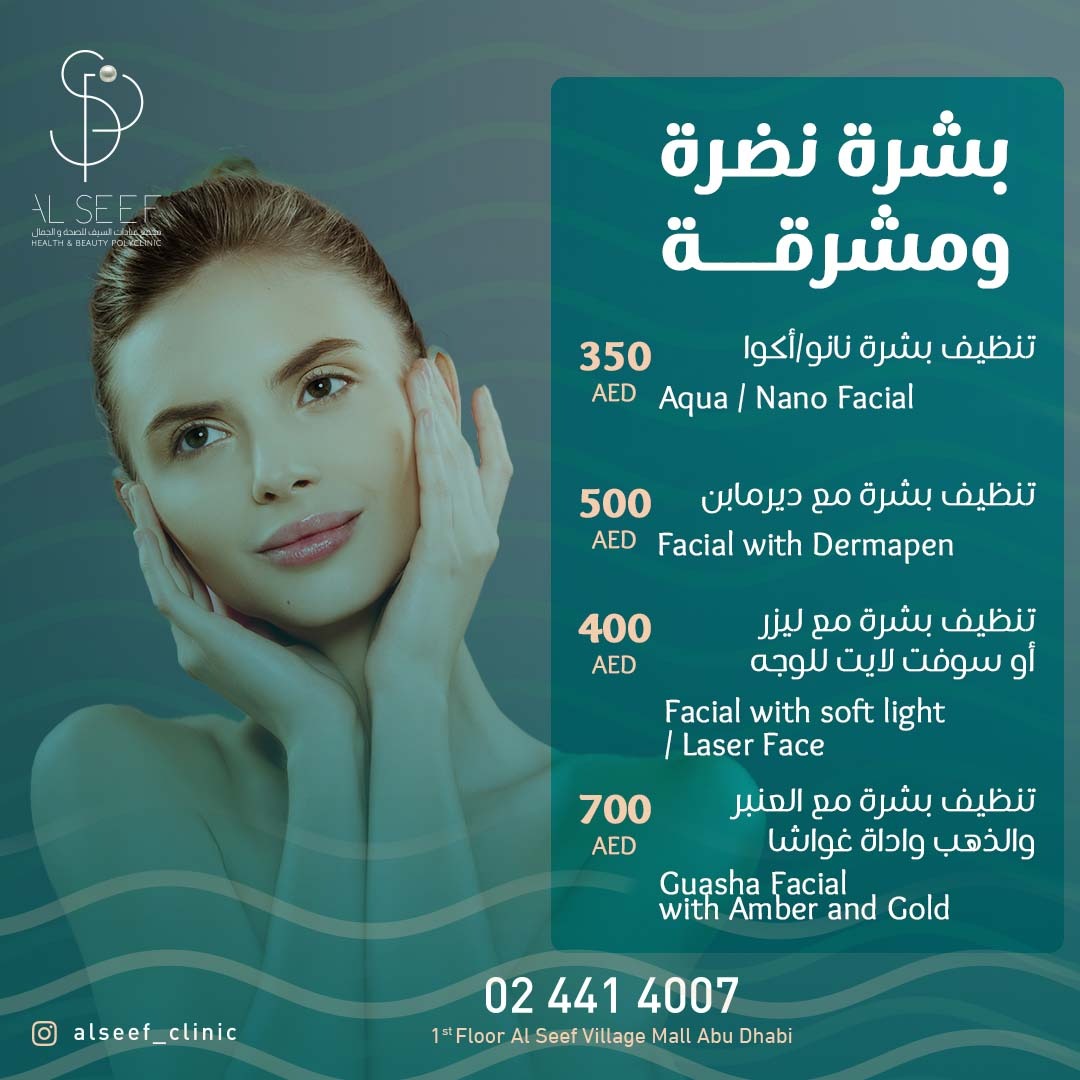 AL SEEF
مجمع عيادات السيف للصحة و الجمال
HEALTH & BEAUTY POLYCLINIC
بشرة نضرة
ومشرقـــة
تنظيف بشرة نانو/أكوا
350
AED
Aqua / Nano Facial
تنظيف بشرة مع ديرمابن
500
AED
Facial with Dermapen
تنظيف بشرة مع ليزر
أو سوفت لايت للوجه
400
AED
Facial with soft light
/ Laser Face
تنظيف بشرة مع العنبر
والذهب واداة غواشا
700
AED
Guasha Facial
with Amber and Gold
02 441 4007
1st Floor Al Seef Village Mall Abu Dhabi
alseef_clinic